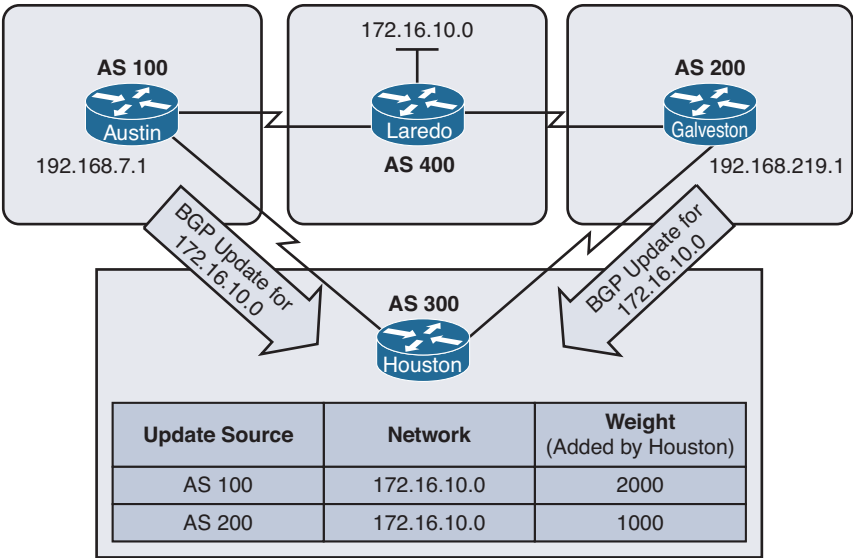 172.16.10.0
AS 100
AS 200
Austin
Laredo
Galveston
192.168.7.1
AS 400
192.168.219.1
BGP Update for
172.16.10.0
BGP Update for
172.16.10.0
AS 300
Houston
Update Source
Network
Weight
(Added by Houston)
AS 100
172.16.10.0
2000
AS 200
172.16.10.0
1000